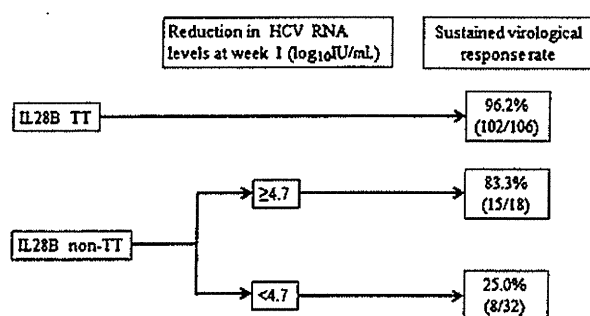 Reduction in HCV RNA
levels at week 1 (log10IU/mL)
Sustained virological
response rate
IL28B TT
96.2%
(102/106)
≥4.7
83.3%
(15/18)
IL28B non-TT
<4.7
25.0%
(8/32)